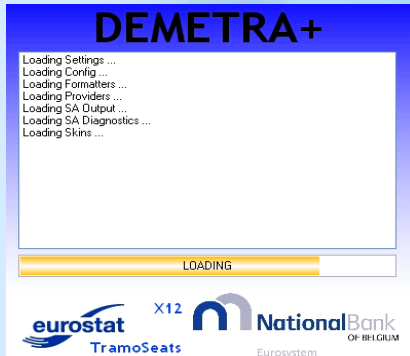 DEMETRA+
Loading Settings ...
Loading Config ...
Loading Formatters ...
Loading Providers ...
Loading SA Output ...
Loading SA Diagnostics ...
Loading Skins ...
LOADING
eurostat
X12
TramoSeats
NationalBank
OF BELGIUM
Eurosystem